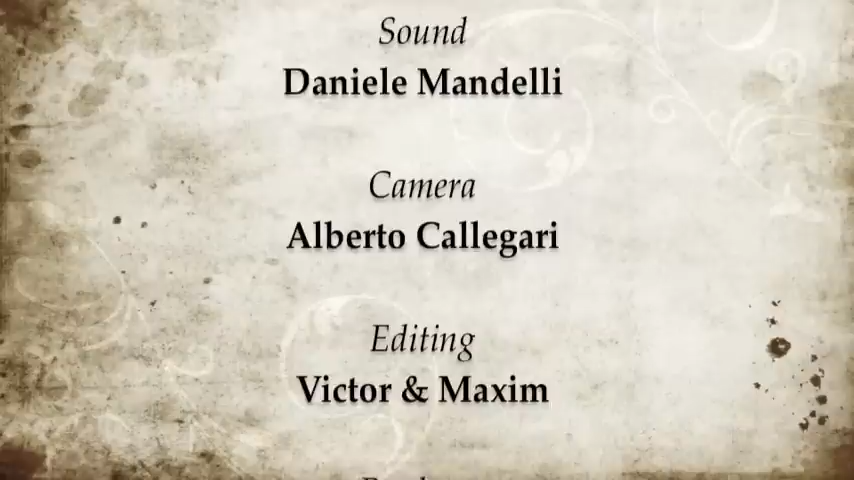 Sound
Daniele Mandelli
Camera
Alberto Callegari
Editing
Victor & Maxim